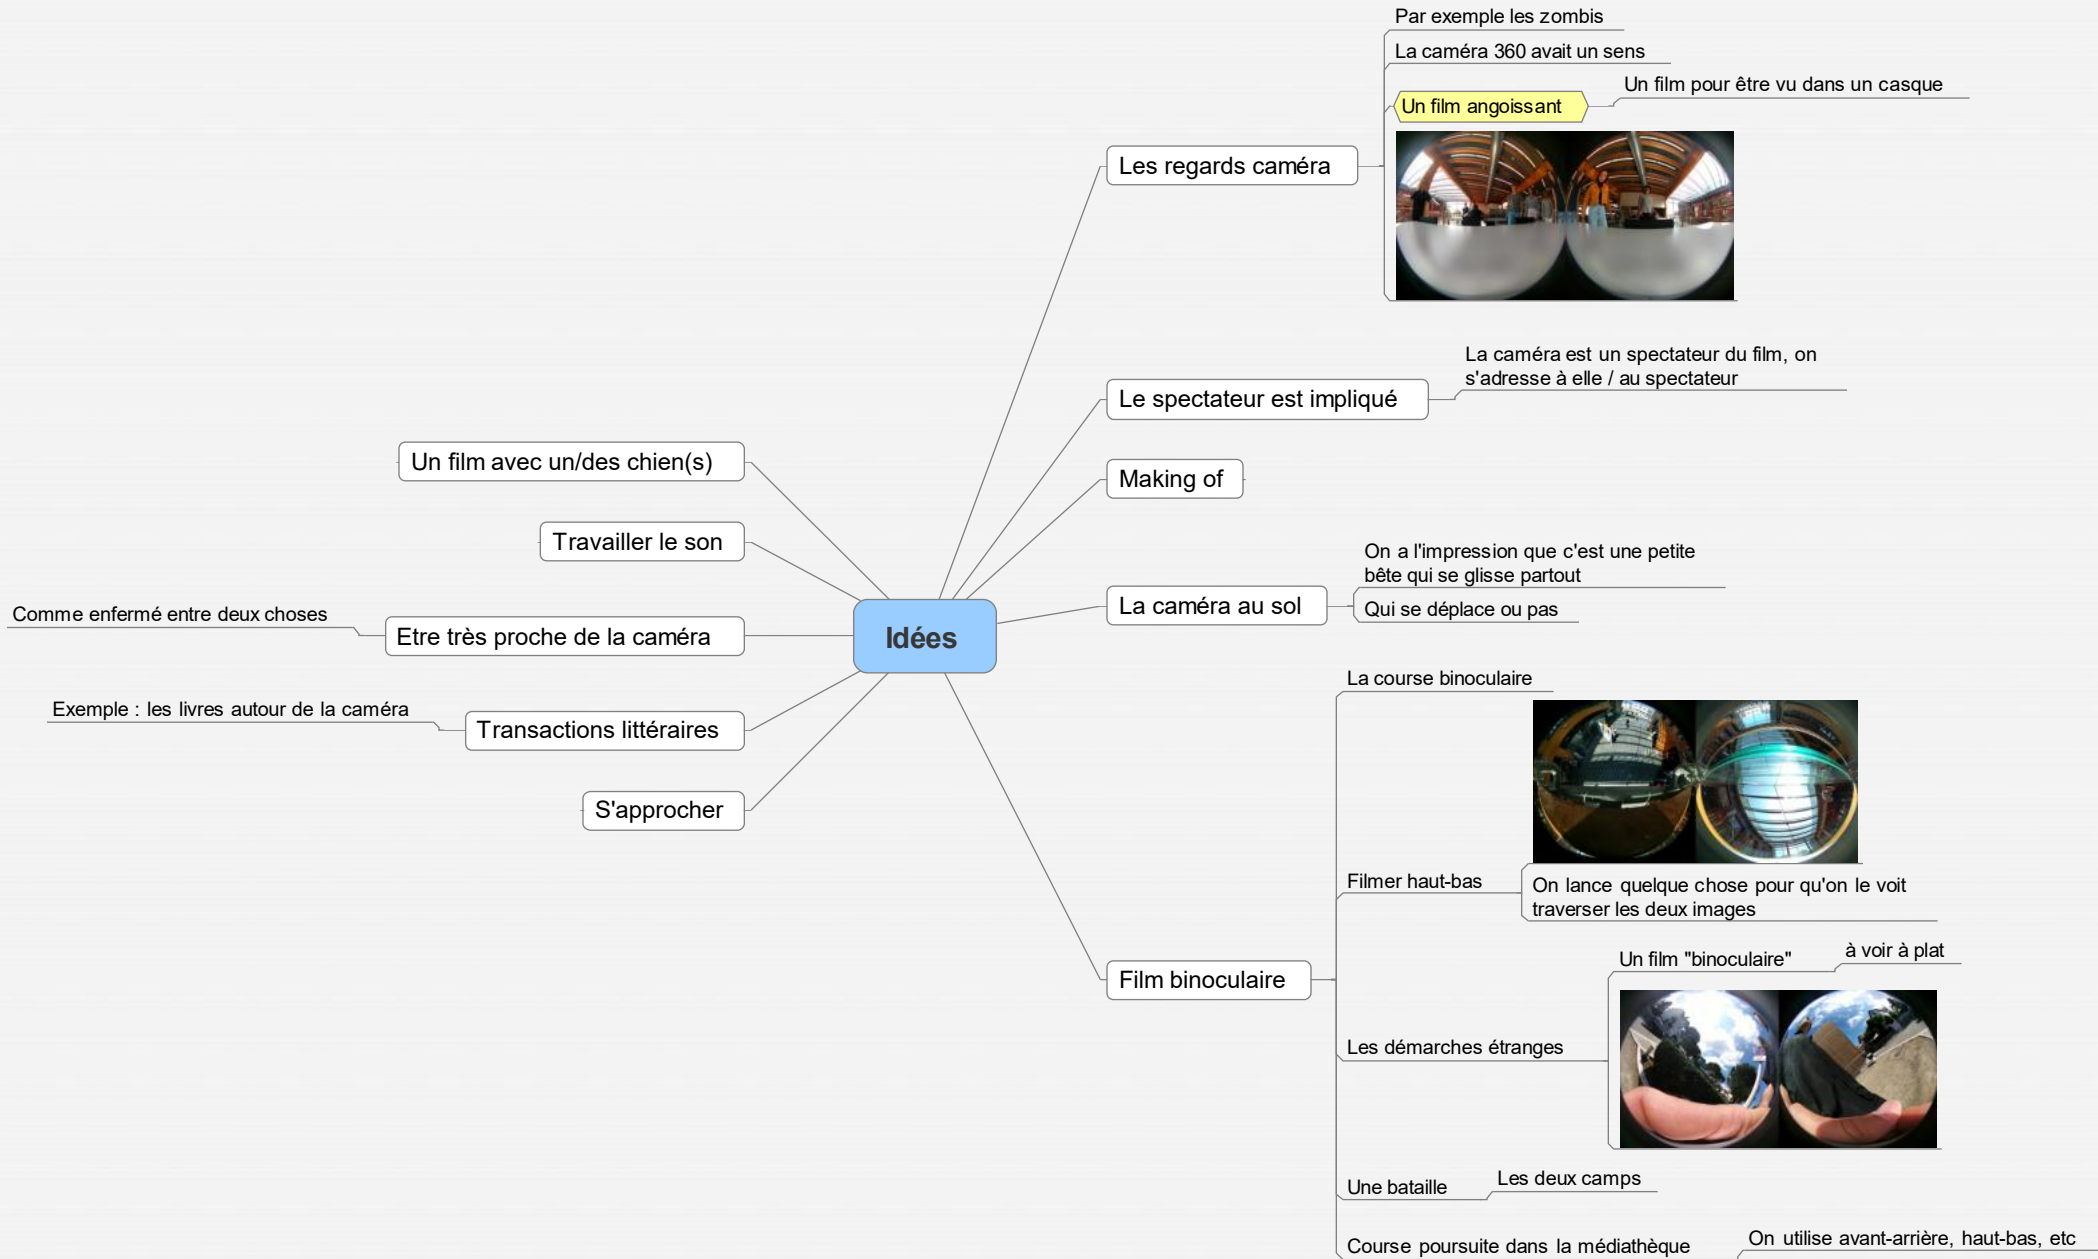 Par exemple les zombis
La caméra 360 avait un sens
Un film angoissant
Un film pour être vu dans un casque
Les regards caméra
Le spectateur est impliqué
La caméra est un spectateur du film, on
s'adresse à elle / au spectateur
Making of
La caméra au sol
On a l'impression que c'est une petite
bête qui se glisse partout
Qui se déplace ou pas
Un film avec un/des chien(s)
Travailler le son
Etre très proche de la caméra
Comme enfermé entre deux choses
Transactions littéraires
Exemple : les livres autour de la caméra
S'approcher
Idées
Film binoculaire
La course binoculaire
Filmer haut-bas
On lance quelque chose pour qu'on le voit
traverser les deux images
Les démarches étranges
Un film "binoculaire"
à voir à plat
Une bataille
Les deux camps
Course poursuite dans la médiathèque
On utilise avant-arrière, haut-bas, etc